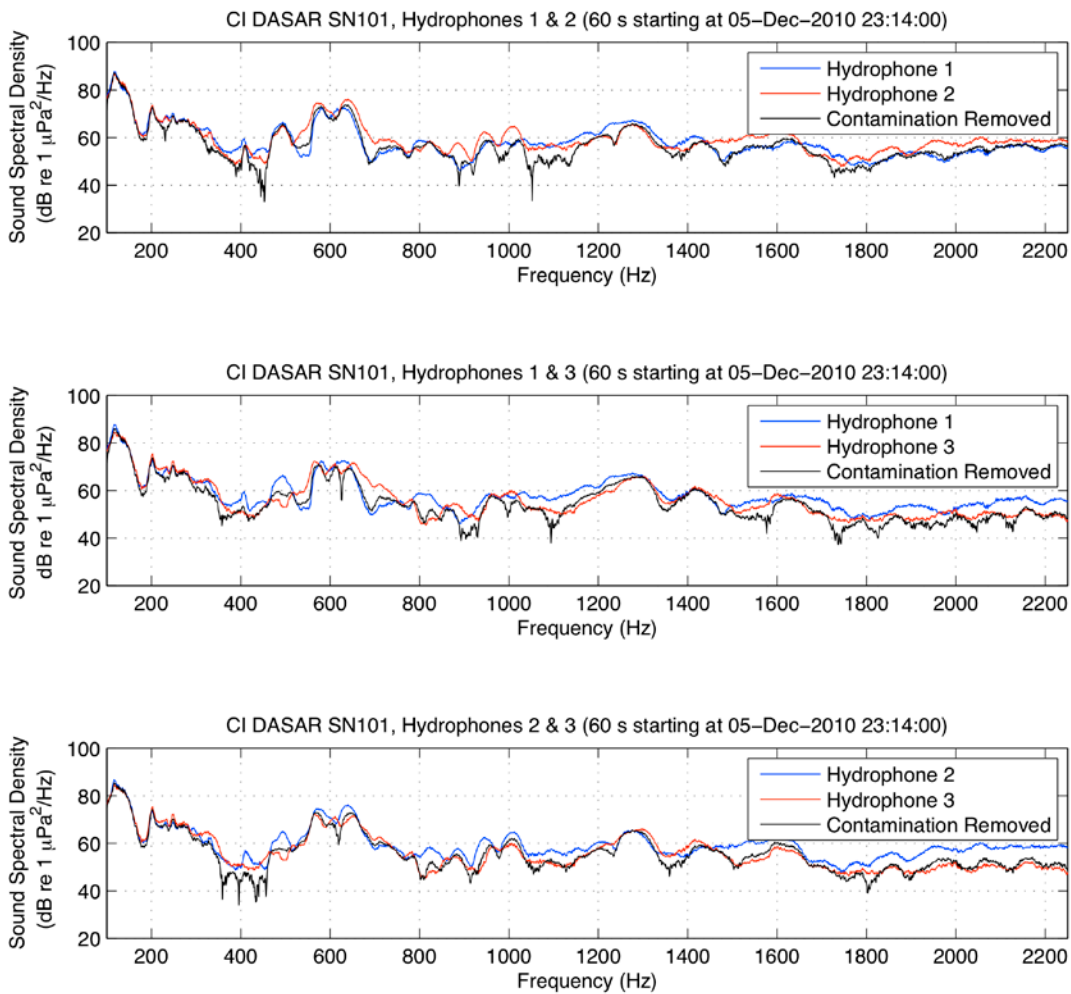 CI DASAR SN101, Hydrophones 1 & 2 (60 s starting at 05−Dec−2010 23:14:00)
Sound Spectral Density
(dB re 1 μPa²/Hz)
100
80
60
40
20
Hydrophone 1
Hydrophone 2
Contamination Removed
200 400 600 800 1000 1200 1400 1600 1800 2000 2200
Frequency (Hz)
CI DASAR SN101, Hydrophones 1 & 3 (60 s starting at 05−Dec−2010 23:14:00)
Sound Spectral Density
dB re 1 μPa²/Hz)
100
80
60
40
20
Hydrophone 1
Hydrophone 3
Contamination Removed
200 400 600 800 1000 1200 1400 1600 1800 2000 2200
Frequency (Hz)
CI DASAR SN101, Hydrophones 2 & 3 (60 s starting at 05−Dec−2010 23:14:00)
Sound Spectral Density
(dB re 1 μPa²/Hz)
100
80
60
40
20
Hydrophone 2
Hydrophone 3
Contamination Removed
200 400 600 800 1000 1200 1400 1600 1800 2000 2200
Frequency (Hz)